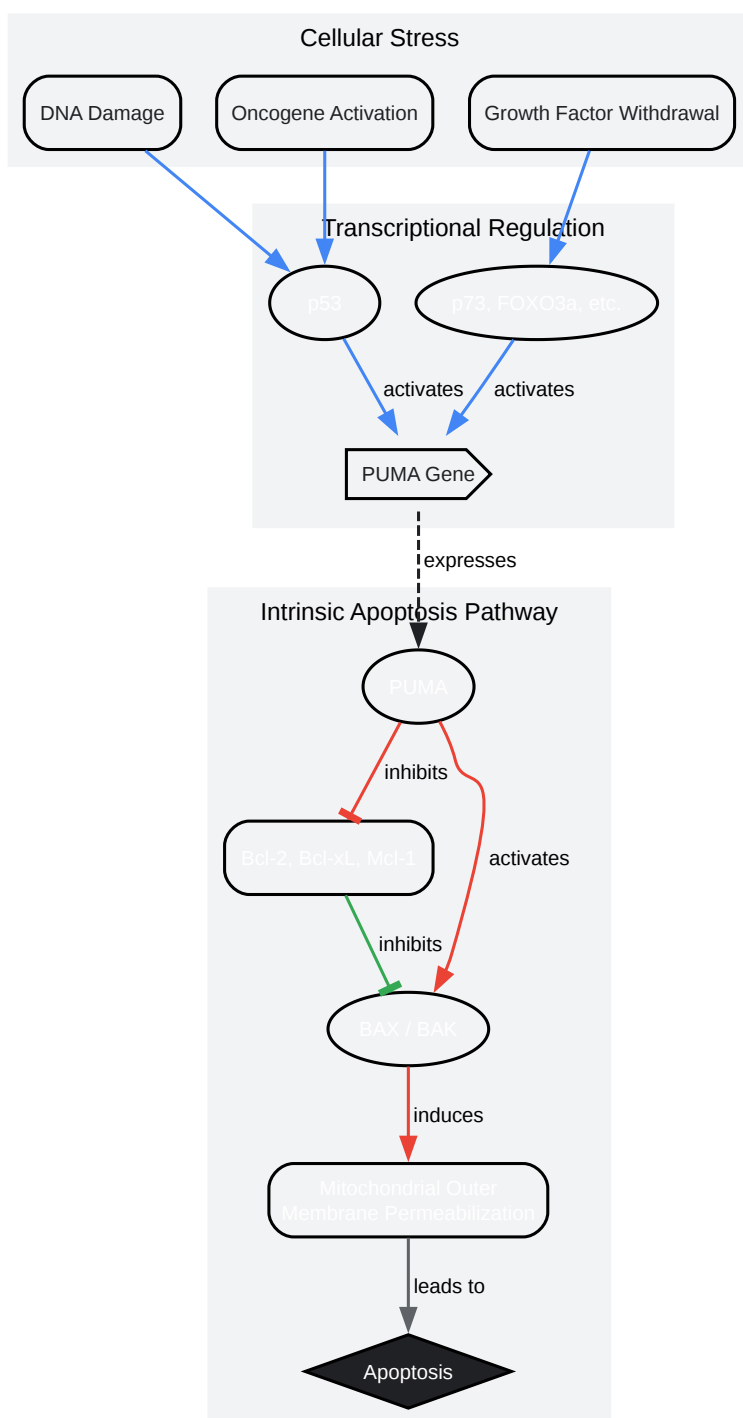 Cellular Stress
DNA Damage
Oncogene Activation
Growth Factor Withdrawal
Transcriptional Regulation
p53
p73, FOXO3a, etc.
activates
activates
PUMA Gene
expresses
Intrinsic Apoptosis Pathway
PUMA
inhibits
Bcl-2, Bcl-xL, Mcl-1
activates
inhibits
BAX / BAK
induces
Mitochondrial Outer
Membrane Permeabilization
leads to
Apoptosis